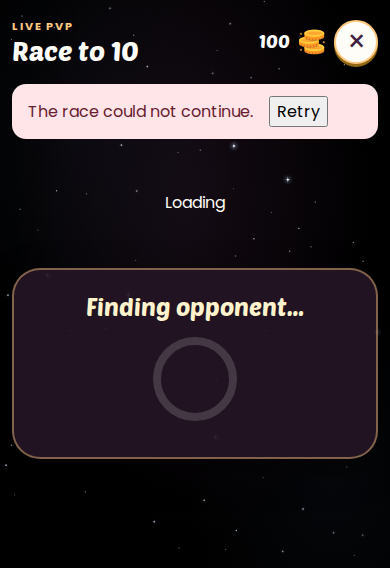 LIVE PVP
Race to 10
100
×
The race could not continue.
Retry
Loading
Finding opponent...